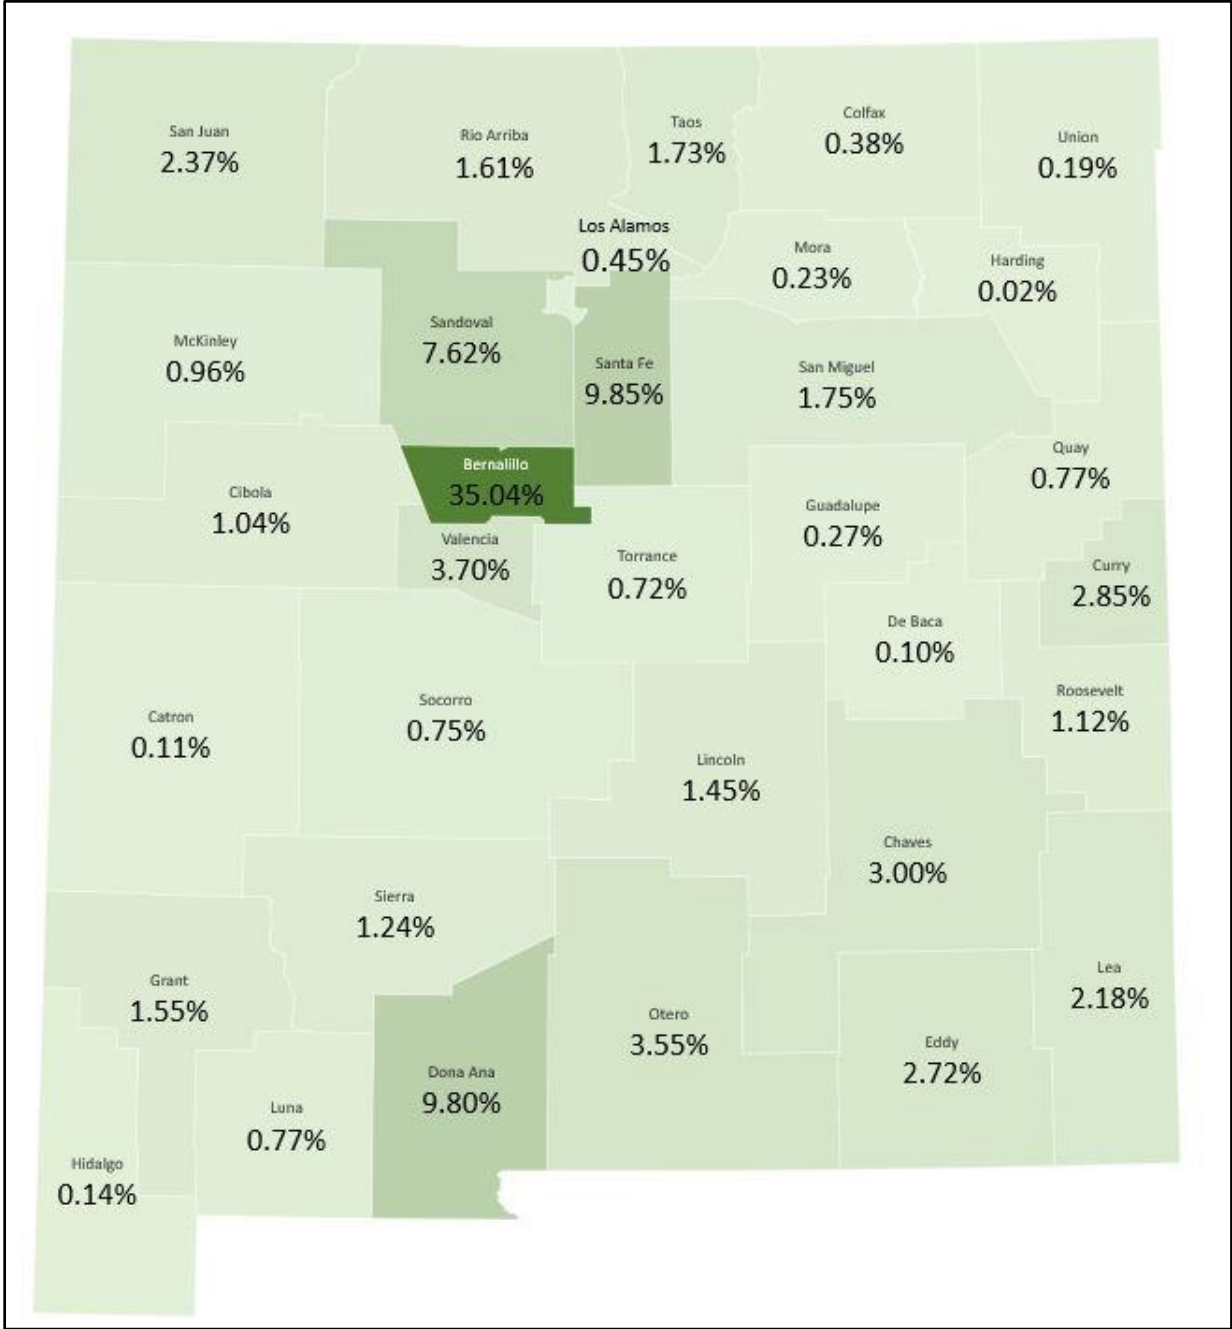 San Juan
2.37%
Rio Arriba
1.61%
Taos
1.73%
Colfax
0.38%
Union
0.19%
Los Alamos
0.45%
Mora
0.23%
Harding
0.02%
McKinley
0.96%
Sandoval
7.62%
Santa Fe
9.85%
San Miguel
1.75%
Quay
0.77%
Bernalillo
35.04%
Cibola
1.04%
Guadalupe
0.27%
Valencia
3.70%
Torrance
0.72%
Curry
2.85%
De Baca
0.10%
Roosevelt
1.12%
Catron
0.11%
Socorro
0.75%
Lincoln
1.45%
Chaves
3.00%
Sierra
1.24%
Grant
1.55%
Lea
2.18%
Otero
3.55%
Eddy
2.72%
Dona Ana
9.80%
Luna
0.77%
Hidalgo
0.14%